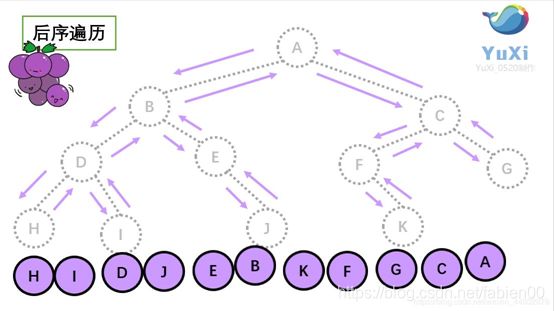 后序遍历
YuXi
YuXi_0520制作
A
B
C
D
E
F
G
H
I
J
K
H I D J E B K F G C A
https://blog.csdn.net/fabien00